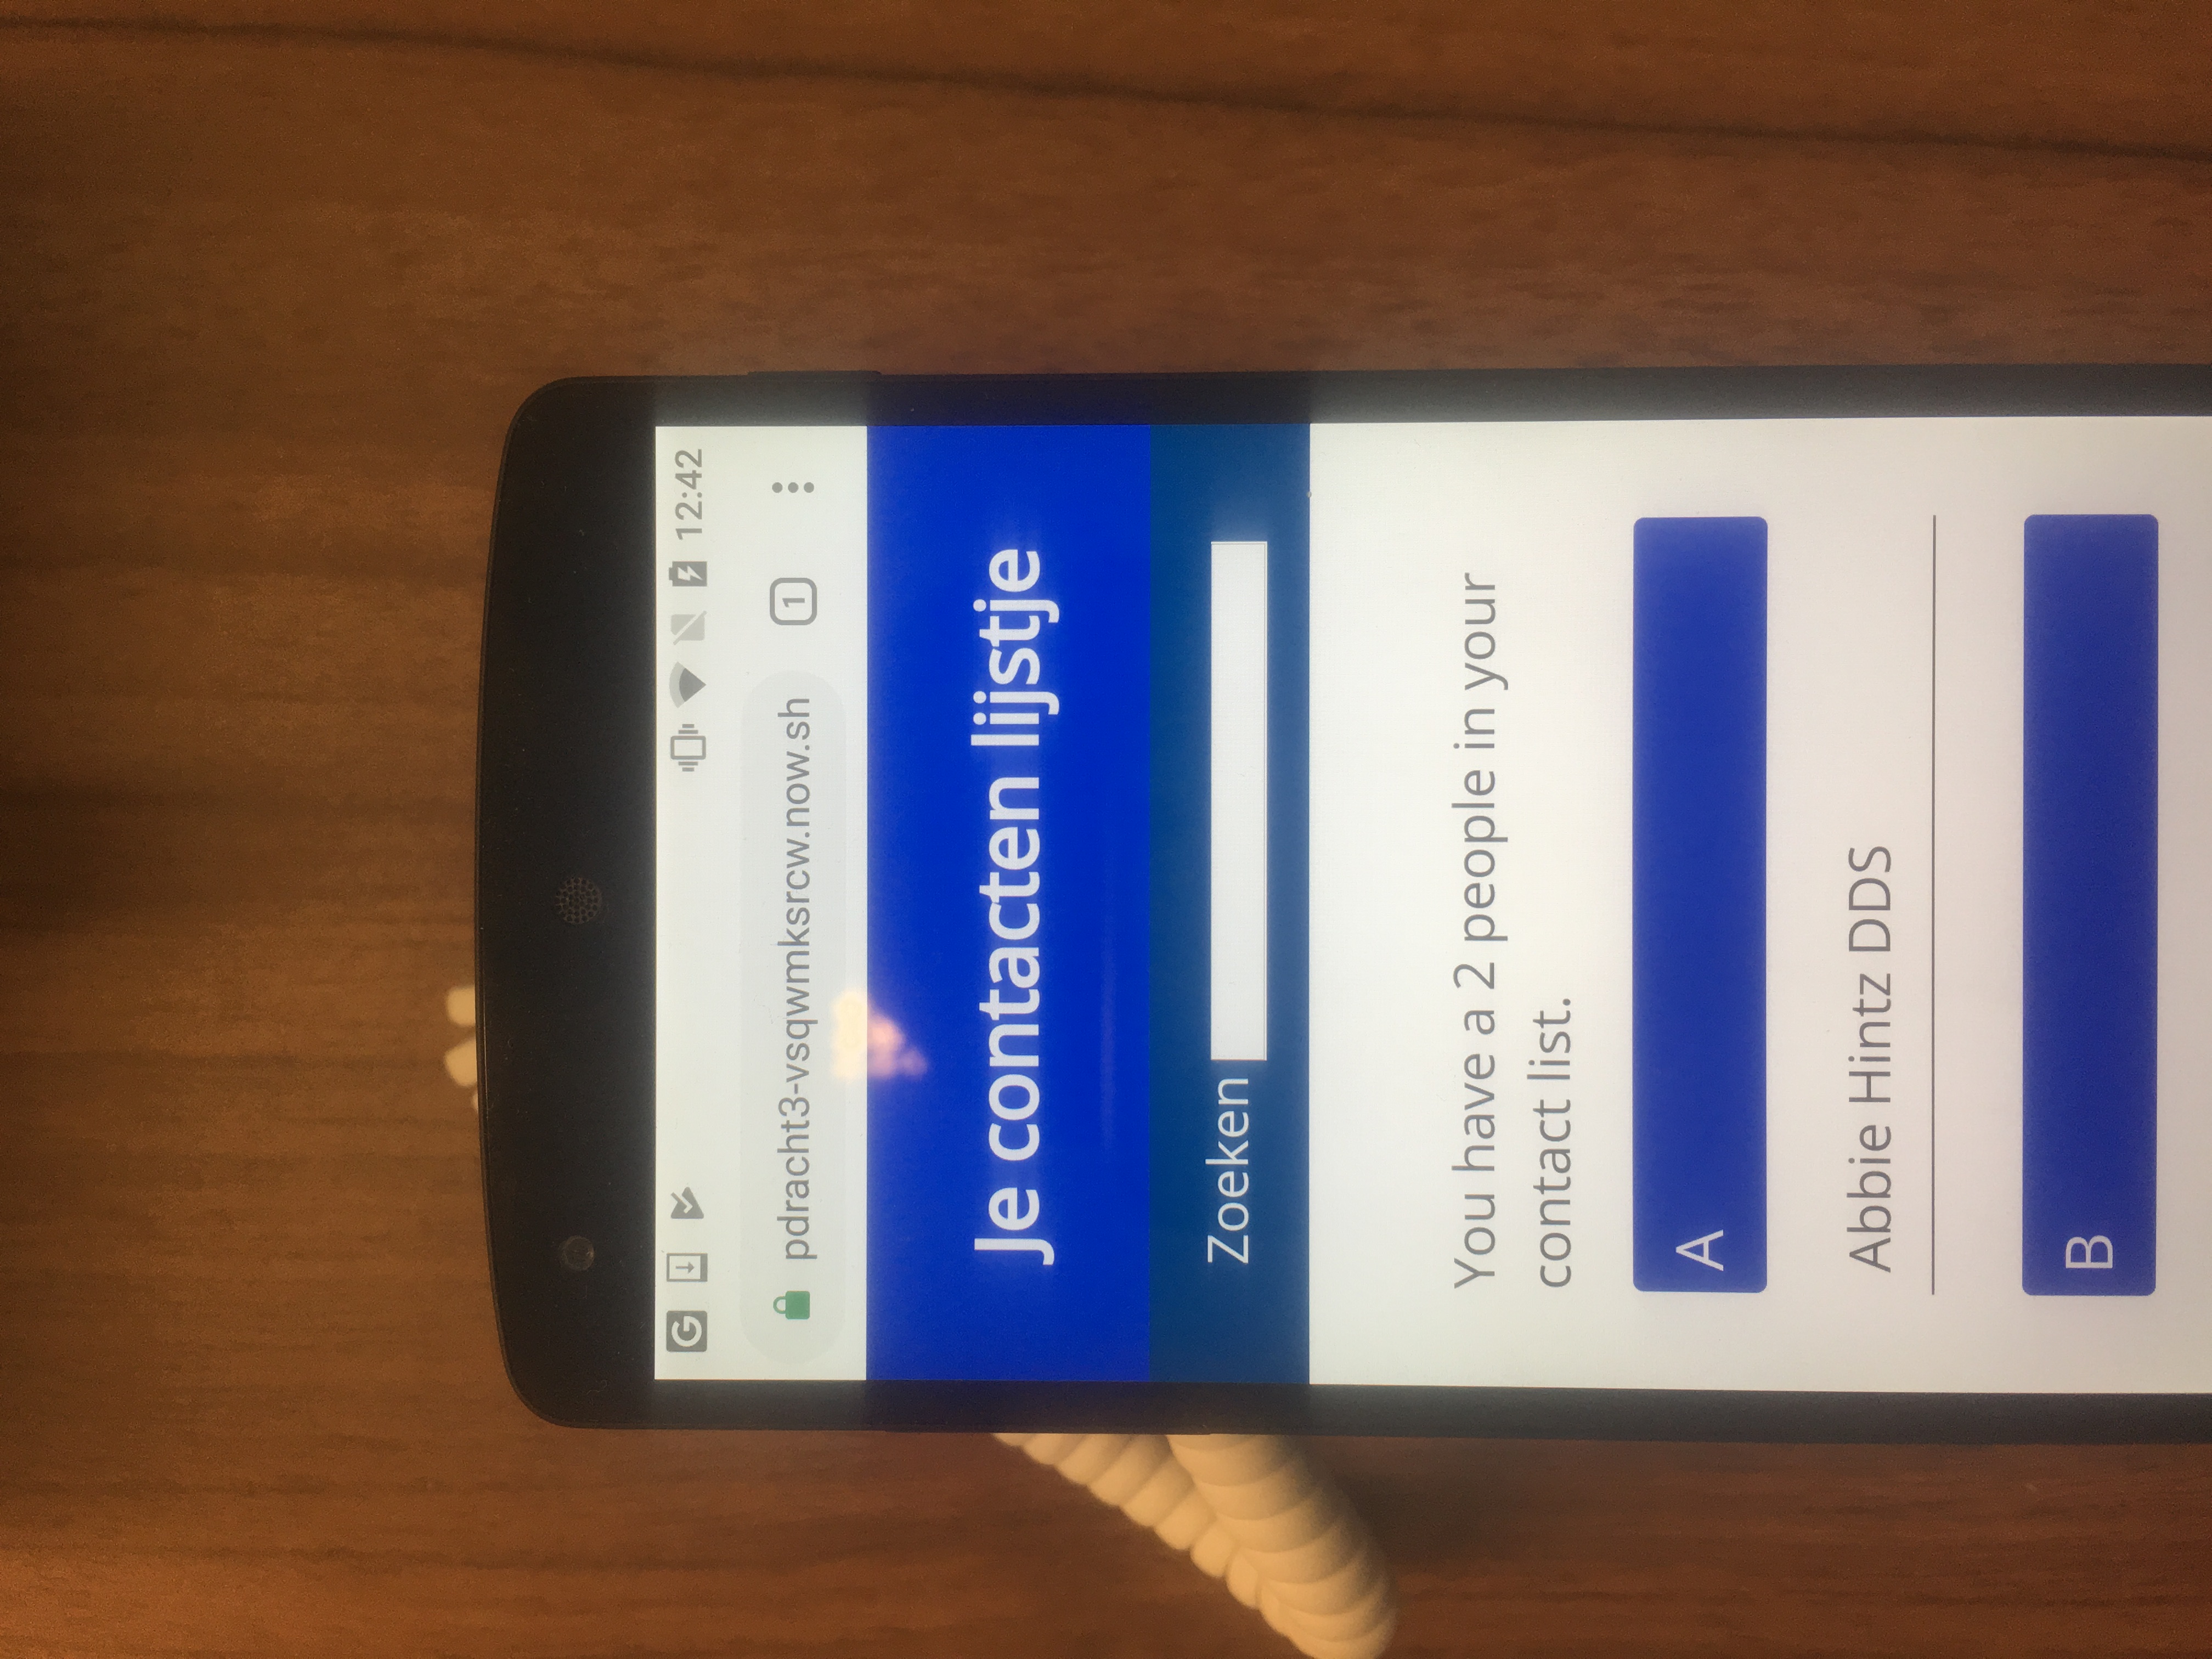 G 12:42
pdracht3-vsqwmksrcw.now.sh 1
Je contacten lijstje
Zoeken
You have a 2 people in your
contact list.
A
Abbie Hintz DDS
B